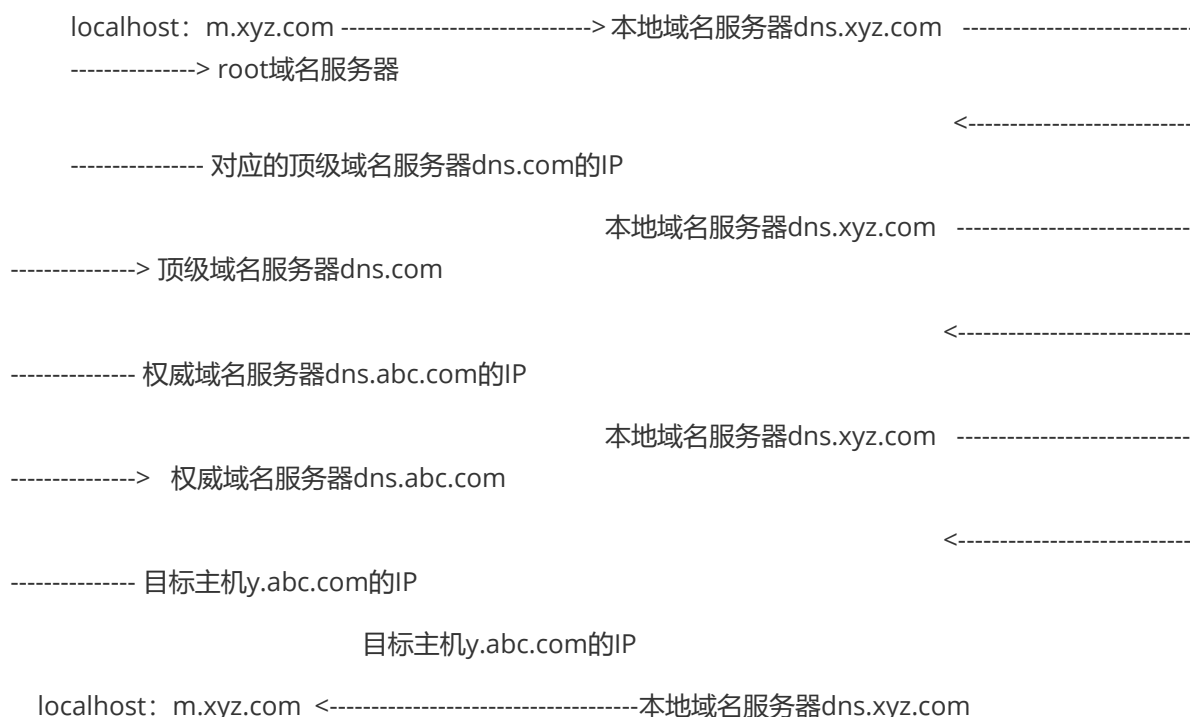 localhost：m.xyz.com ------------------------------> 本地域名服务器dns.xyz.com ----------------------------
---------------> root域名服务器
<---------------------------
---------------- 对应的顶级域名服务器dns.com的IP
本地域名服务器dns.xyz.com ----------------------------
---------------> 顶级域名服务器dns.com
<----------------------------
--------------- 权威域名服务器dns.abc.com的IP
本地域名服务器dns.xyz.com ----------------------------
---------------> 权威域名服务器dns.abc.com
<----------------------------
--------------- 目标主机y.abc.com的IP
目标主机y.abc.com的IP
localhost：m.xyz.com <-------------------------------------本地域名服务器dns.xyz.com